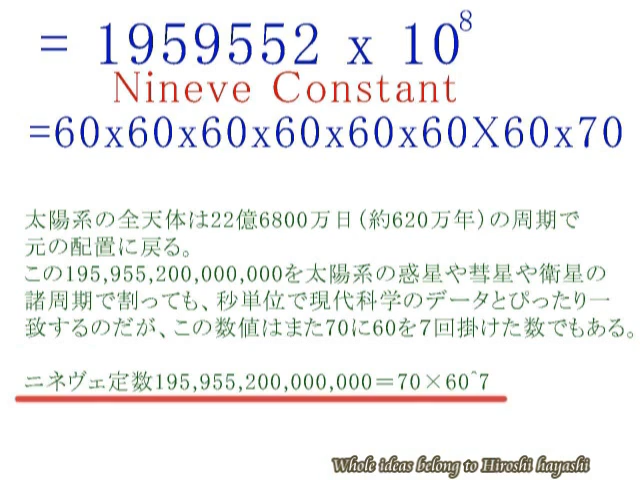 = 1959552 x 10⁸
Nineve Constant
=60x60x60x60x60x60X60x70
太陽系の全天体は22億6800万日（約620万年）の周期で
元の配置に戻る。
この195,955,200,000,000を太陽系の惑星や彗星や衛星の
諸周期で割っても、秒単位で現代科学のデータとぴったり一
致するのだが、この数値はまた70に60を7回掛けた数でもある。
ニネヴェ定数195,955,200,000,000＝70×60^7
Whole ideas belong to Hiroshi hayashi